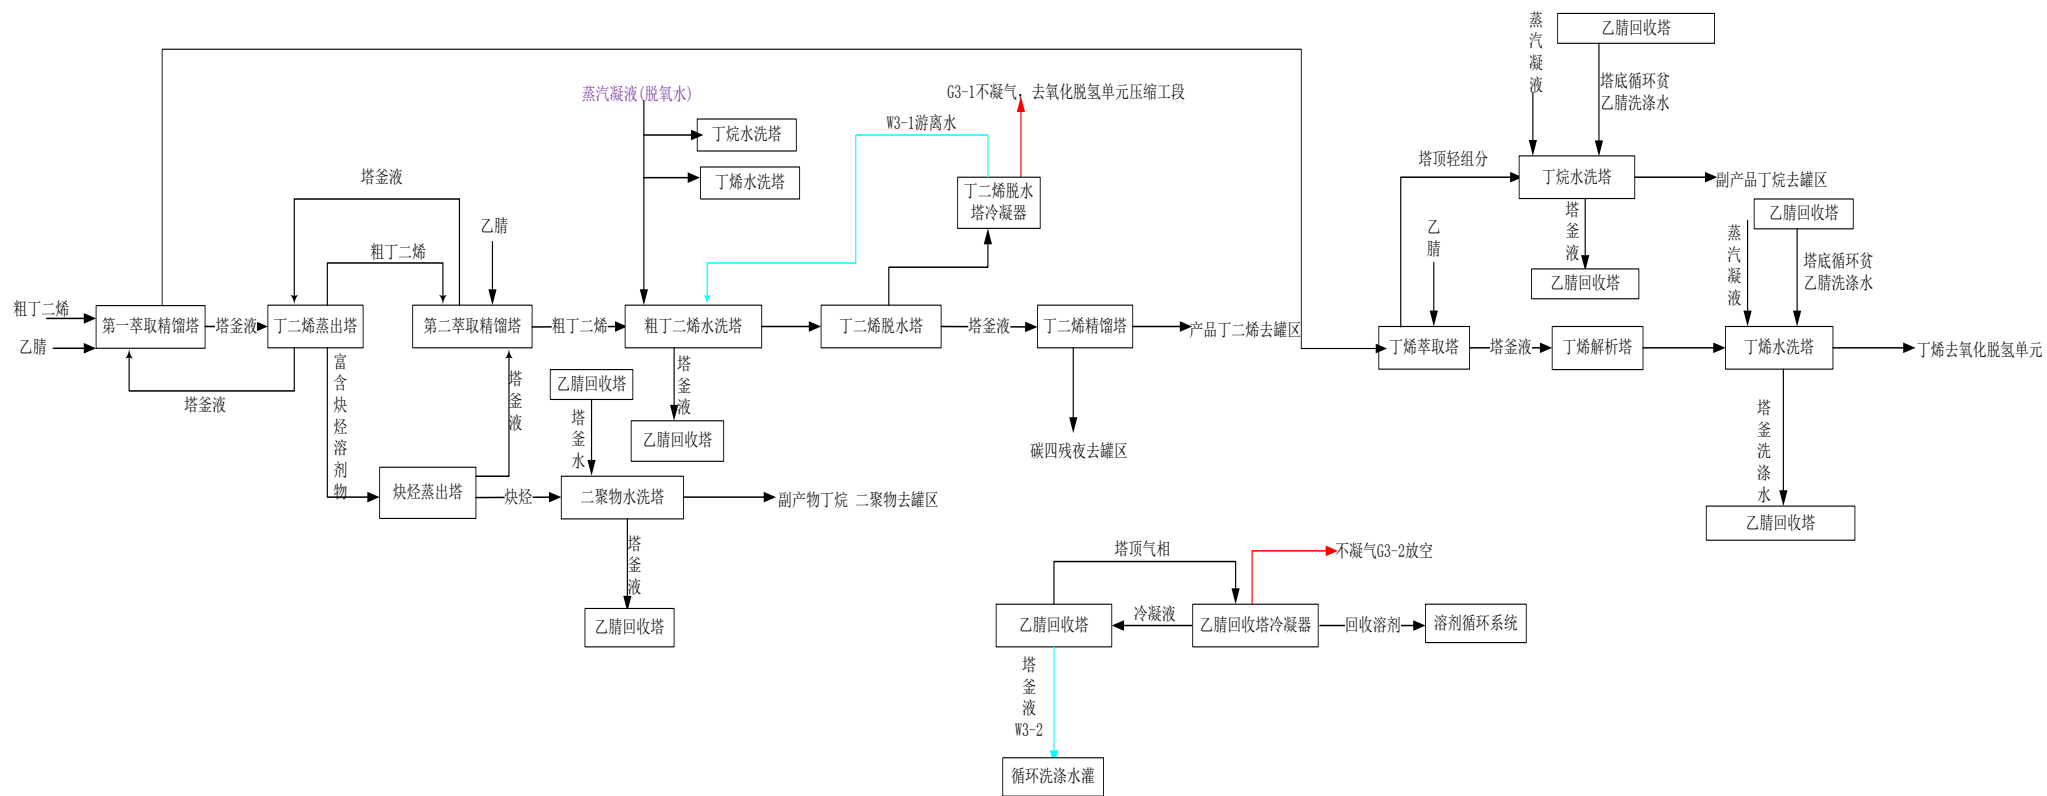 蒸汽凝液
乙腈回收塔
塔底循环贫
乙腈洗涤水
蒸汽凝液(脱氧水)
G3-1不凝气，去氧化脱氢单元压缩工段
W3-1游离水
丁烷水洗塔
丁烯水洗塔
塔釜液
乙腈
粗丁二烯
丁二烯脱水
塔冷凝器
塔顶轻组分
丁烷水洗塔
副产品丁烷去罐区
塔釜液
乙腈回收塔
乙腈
蒸汽凝液
乙腈回收塔
塔底循环贫
乙腈洗涤水
粗丁二烯
乙腈
第一萃取精馏塔
塔釜液
丁二烯蒸出塔
第二萃取精馏塔
粗丁二烯
粗丁二烯水洗塔
丁二烯脱水塔
塔釜液
丁二烯精馏塔
产品丁二烯去罐区
丁烯萃取塔
塔釜液
丁烯解析塔
丁烯水洗塔
丁烯去氧化脱氢单元
塔釜液
富含炔烃溶剂物
塔釜液
乙腈回收塔
塔釜水
塔釜液
乙腈回收塔
碳四残夜去罐区
塔釜洗涤水
乙腈回收塔
炔烃蒸出塔
炔烃
二聚物水洗塔
副产物丁烷 二聚物去罐区
塔釜液
乙腈回收塔
塔顶气相
不凝气G3-2放空
乙腈回收塔
冷凝液
乙腈回收塔冷凝器
回收溶剂
溶剂循环系统
塔釜液
W3-2
循环洗涤水灌